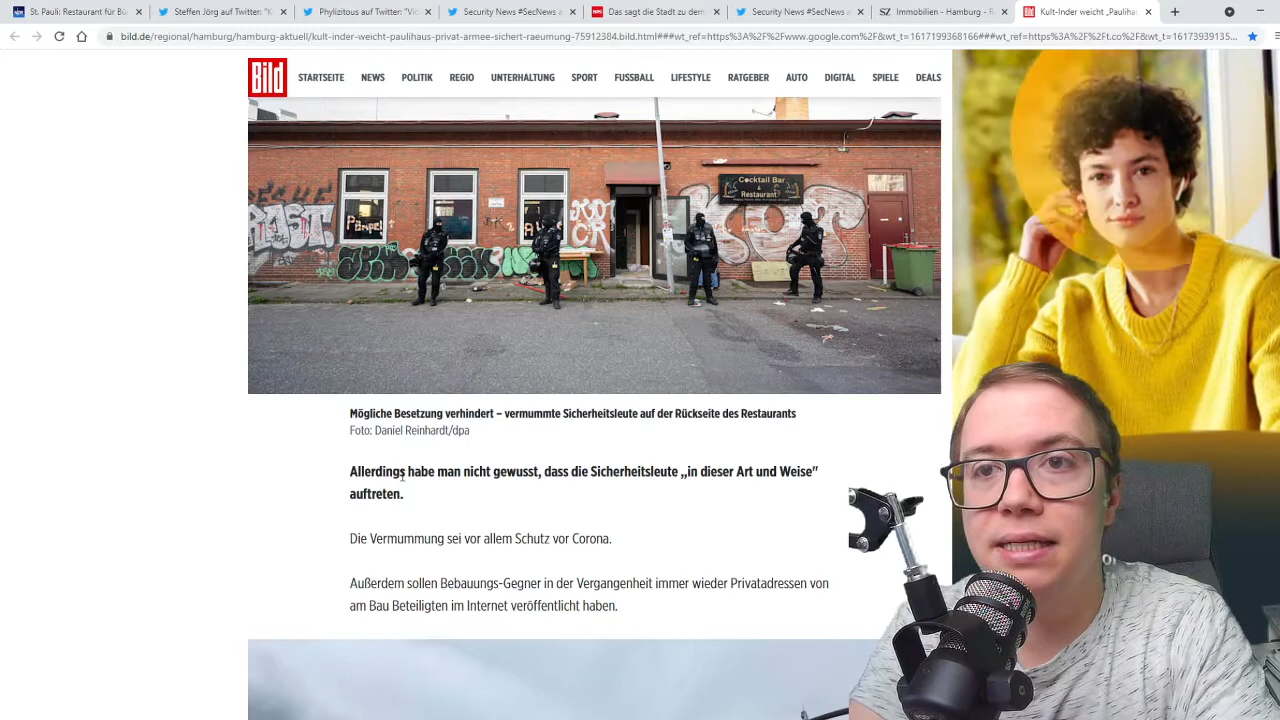 St. Pauli: Restaurant für Bü
Steffen Jörg auf Twitter: "K
Phylizitous auf Twitter: "Vi
Security News #SecNews a
Das sagt die Stadt zu dem
Security News #SecNews a
Immobilien - Hamburg - R
Kult-Inder weicht „Paulihau
bild.de/regional/hamburg/hamburg-aktuell/kult-inder-weicht-paulihaus-privat-armee-sichert-raeumung-75912384.bild.html###wt_ref=https%3A%2F%2Fwww.google.com%2F&wt_t=1617199368166###wt_ref=https%3A%2F%2Ft.co%2F&wt_t=16173939135...
Bild
STARTSEITE NEWS POLITIK REGIO UNTERHALTUNG SPORT FUSSBALL LIFESTYLE RATGEBER AUTO DIGITAL SPIELE DEALS
Cocktail Bar
&
Restaurant
Mögliche Besetzung verhindert – vermummte Sicherheitsleute auf der Rückseite des Restaurants
Foto: Daniel Reinhardt/dpa
Allerdings habe man nicht gewusst, dass die Sicherheitsleute „in dieser Art und Weise"
auftreten.
Die Vermummung sei vor allem Schutz vor Corona.
Außerdem sollen Bebauungs-Gegner in der Vergangenheit immer wieder Privatadressen von
am Bau Beteiligten im Internet veröffentlicht haben.